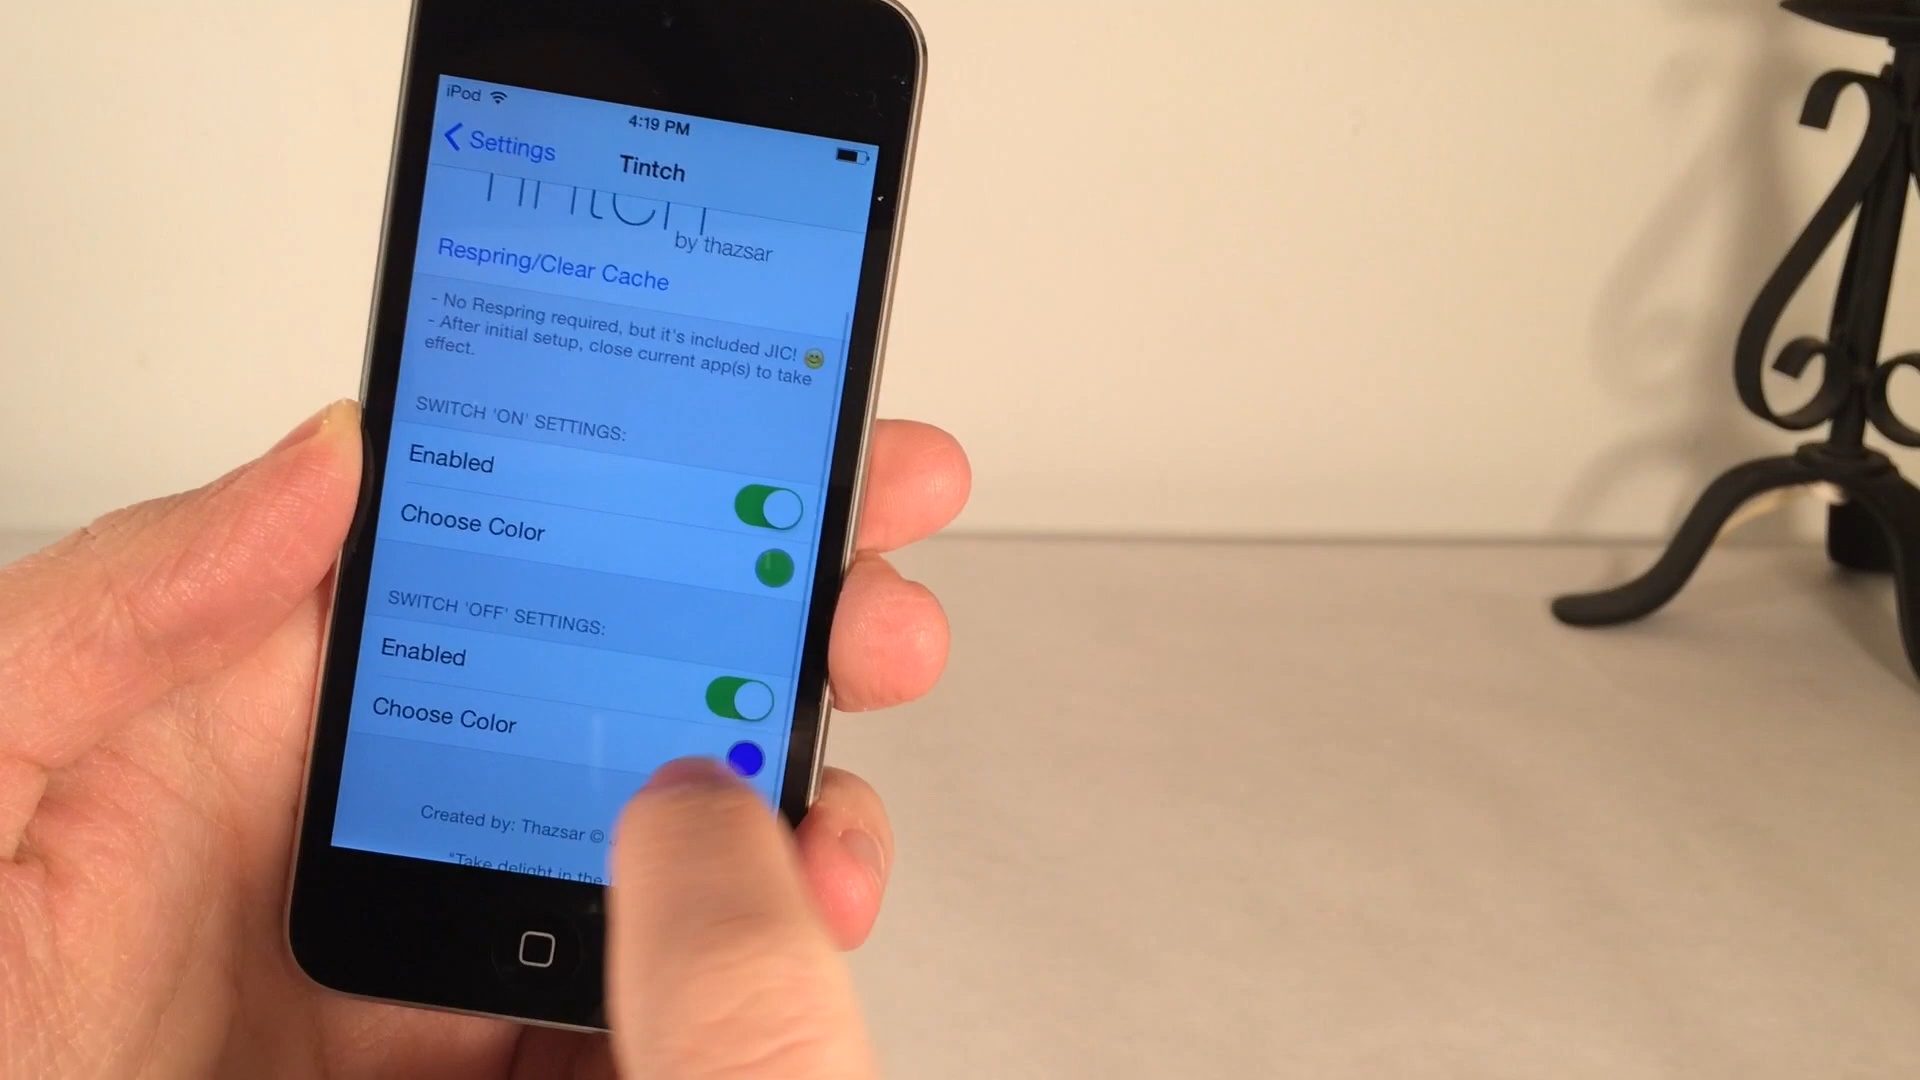 iPod
4:19 PM
Settings
Tintch
Tintch
by thazsar
Respring/Clear Cache
- No Respring required, but it's included JIC! 😊
- After initial setup, close current app(s) to take
effect.
SWITCH 'ON' SETTINGS:
Enabled
Choose Color
SWITCH 'OFF' SETTINGS:
Enabled
Choose Color
Created by: Thazsar ©
"Take delight in the